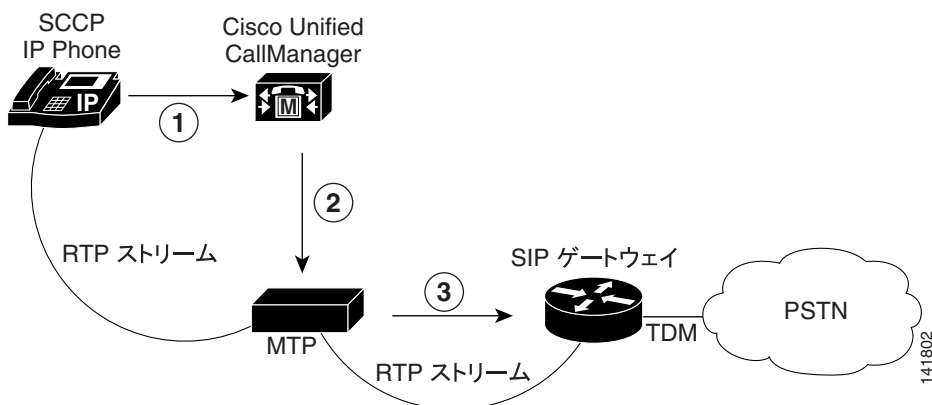 SCCP
IP Phone
Cisco Unified
CallManager
IP
M
1
2
RTP ストリーム
SIP ゲートウェイ
3
MTP
TDM
PSTN
RTP ストリーム
141802